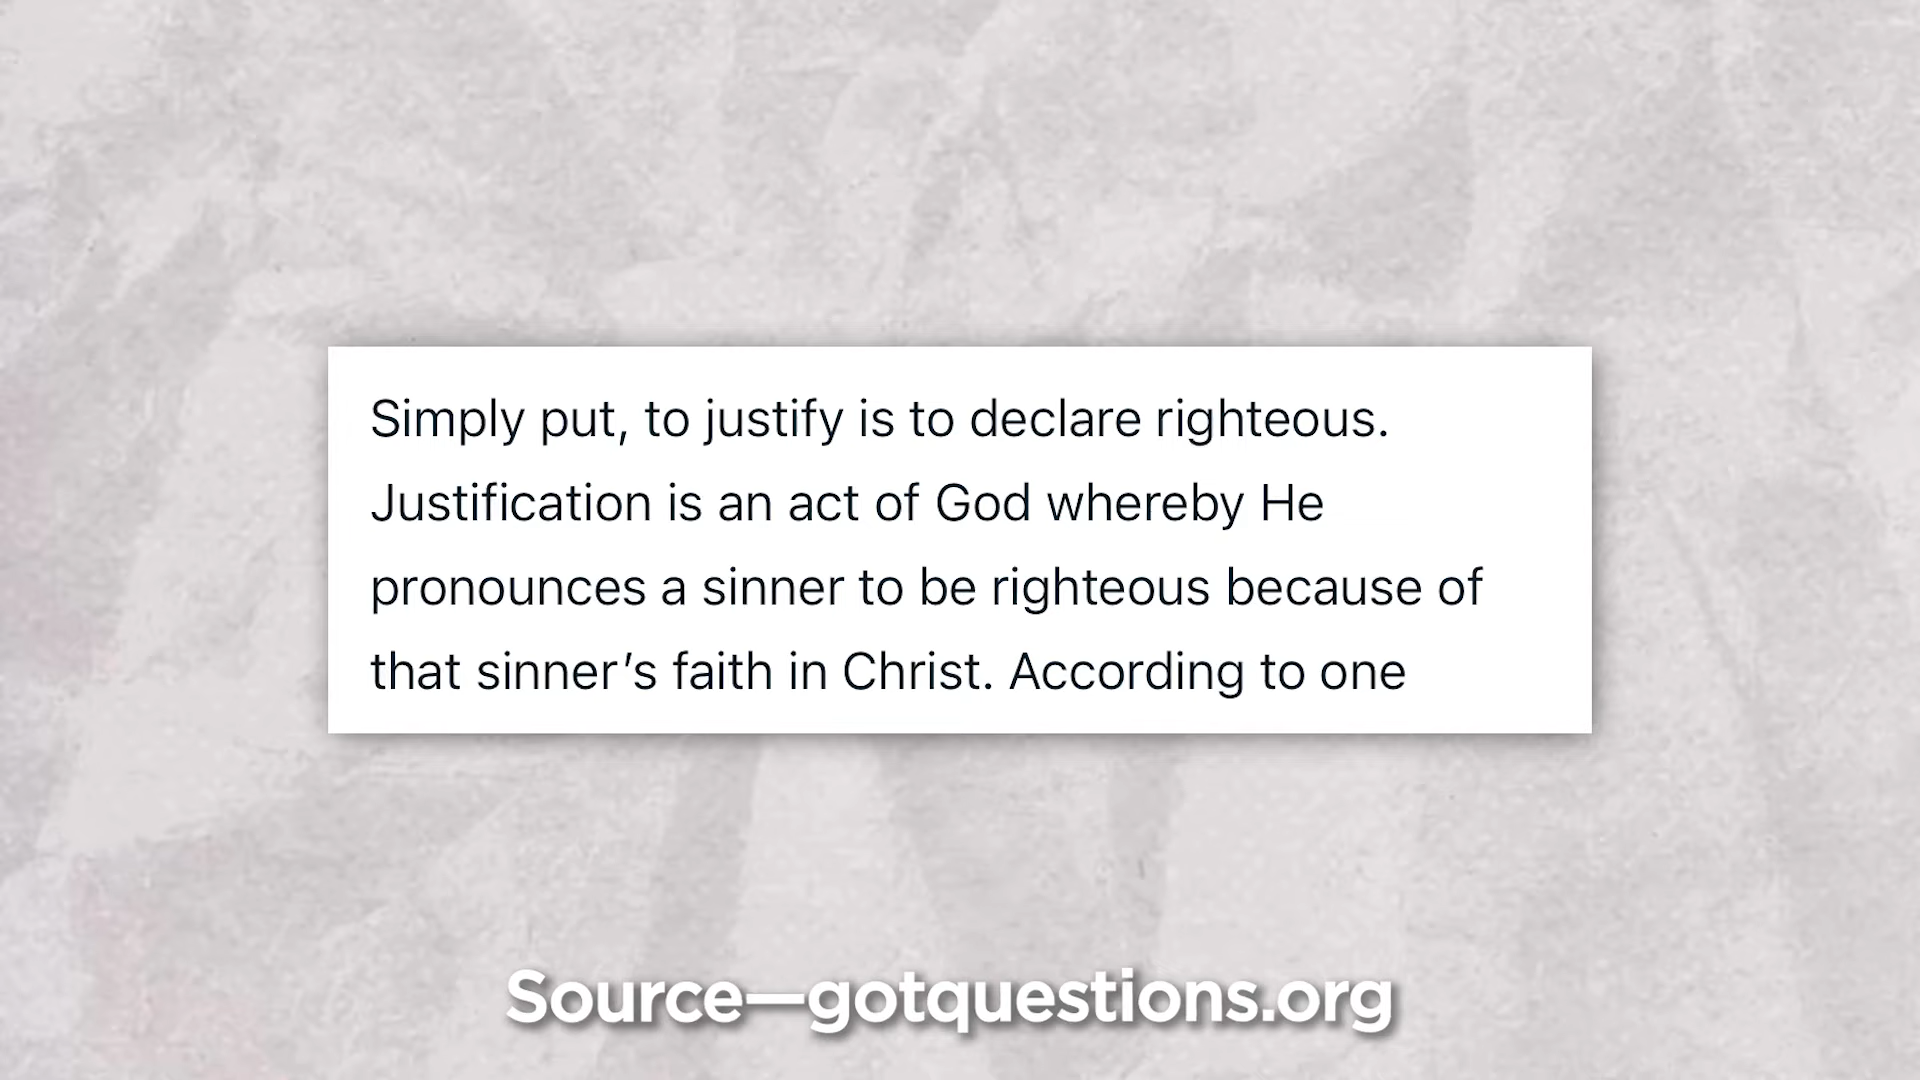 Simply put, to justify is to declare righteous.
Justification is an act of God whereby He
pronounces a sinner to be righteous because of
that sinner’s faith in Christ. According to one
Source—gotquestions.org